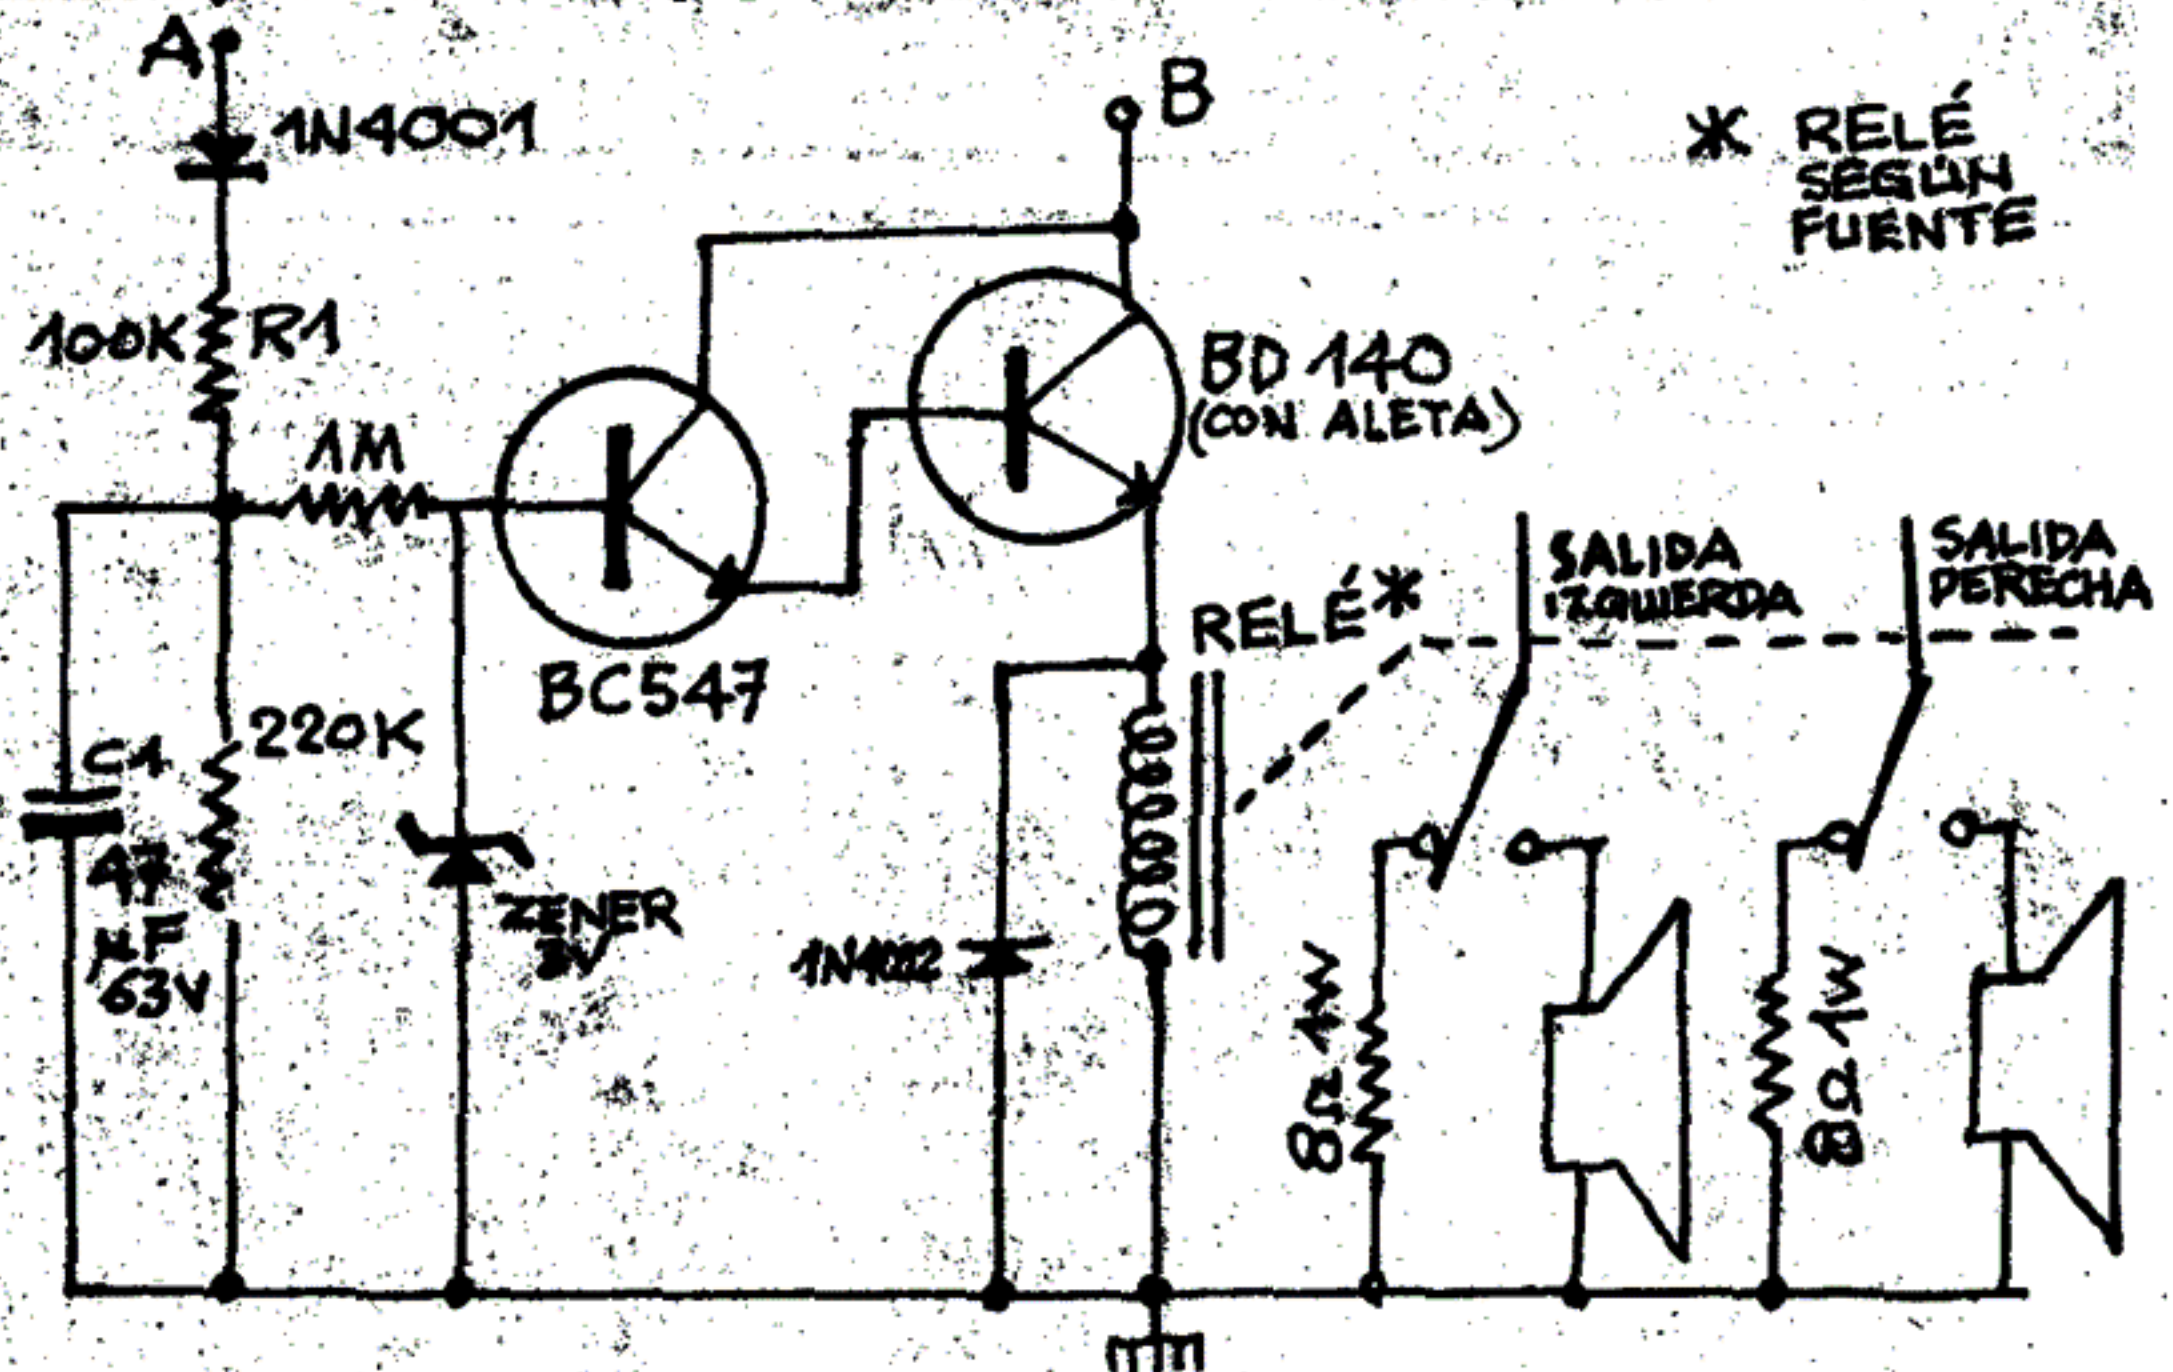 A
1N4001
B
* RELÉ
SEGÚN
FUENTE
100K
R1
BD 140
(CON ALETA)
1M
BC547
RELÉ*
SALIDA
IZQUIERDA
SALIDA
DERECHA
220K
C1
47
µF
63V
ZENER
3V
8Ω 1W
8Ω 1W